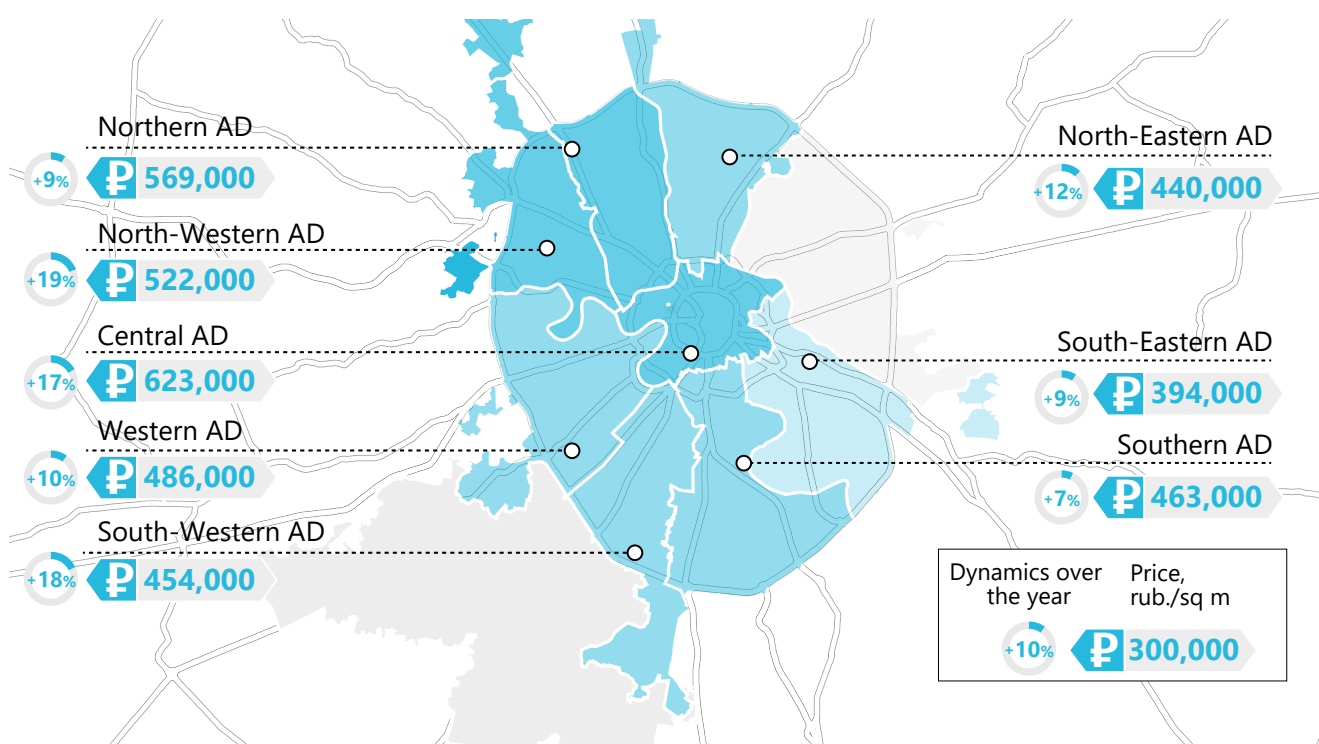 Northern AD
+9%
₽ 569,000
North-Western AD
+19%
₽ 522,000
Central AD
+17%
₽ 623,000
Western AD
+10%
₽ 486,000
South-Western AD
+18%
₽ 454,000
North-Eastern AD
+12%
₽ 440,000
South-Eastern AD
+9%
₽ 394,000
Southern AD
+7%
₽ 463,000
Dynamics over
the year
Price,
rub./sq m
+10%
₽ 300,000